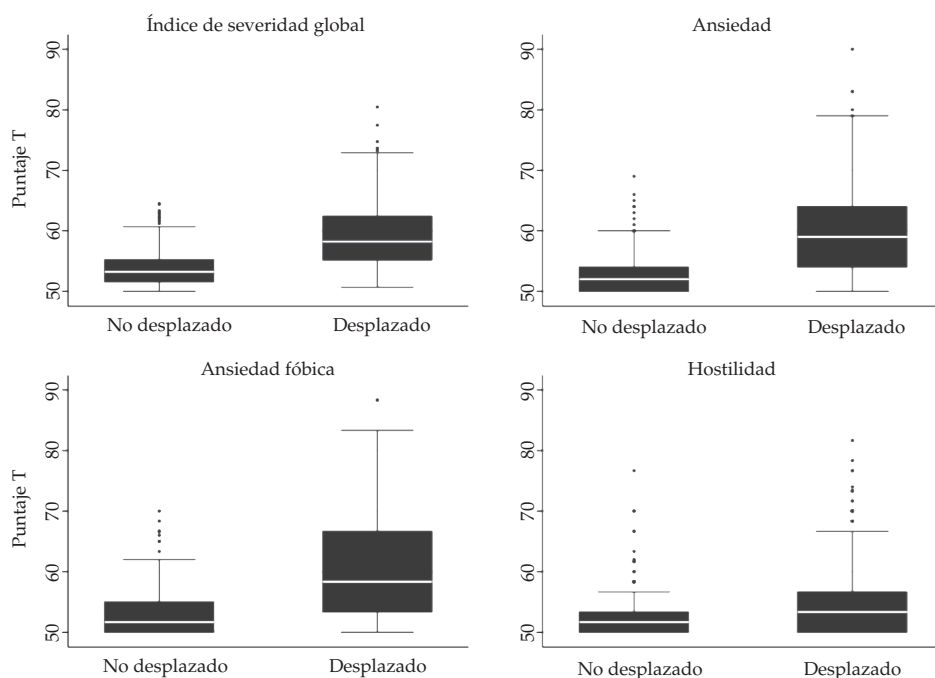 Índice de severidad global
Ansiedad
Puntaje T
90
80
70
60
50
90
80
70
60
50
No desplazado
Desplazado
No desplazado
Desplazado
Ansiedad fóbica
Hostilidad
Puntaje T
90
80
70
60
50
90
80
70
60
50
No desplazado
Desplazado
No desplazado
Desplazado